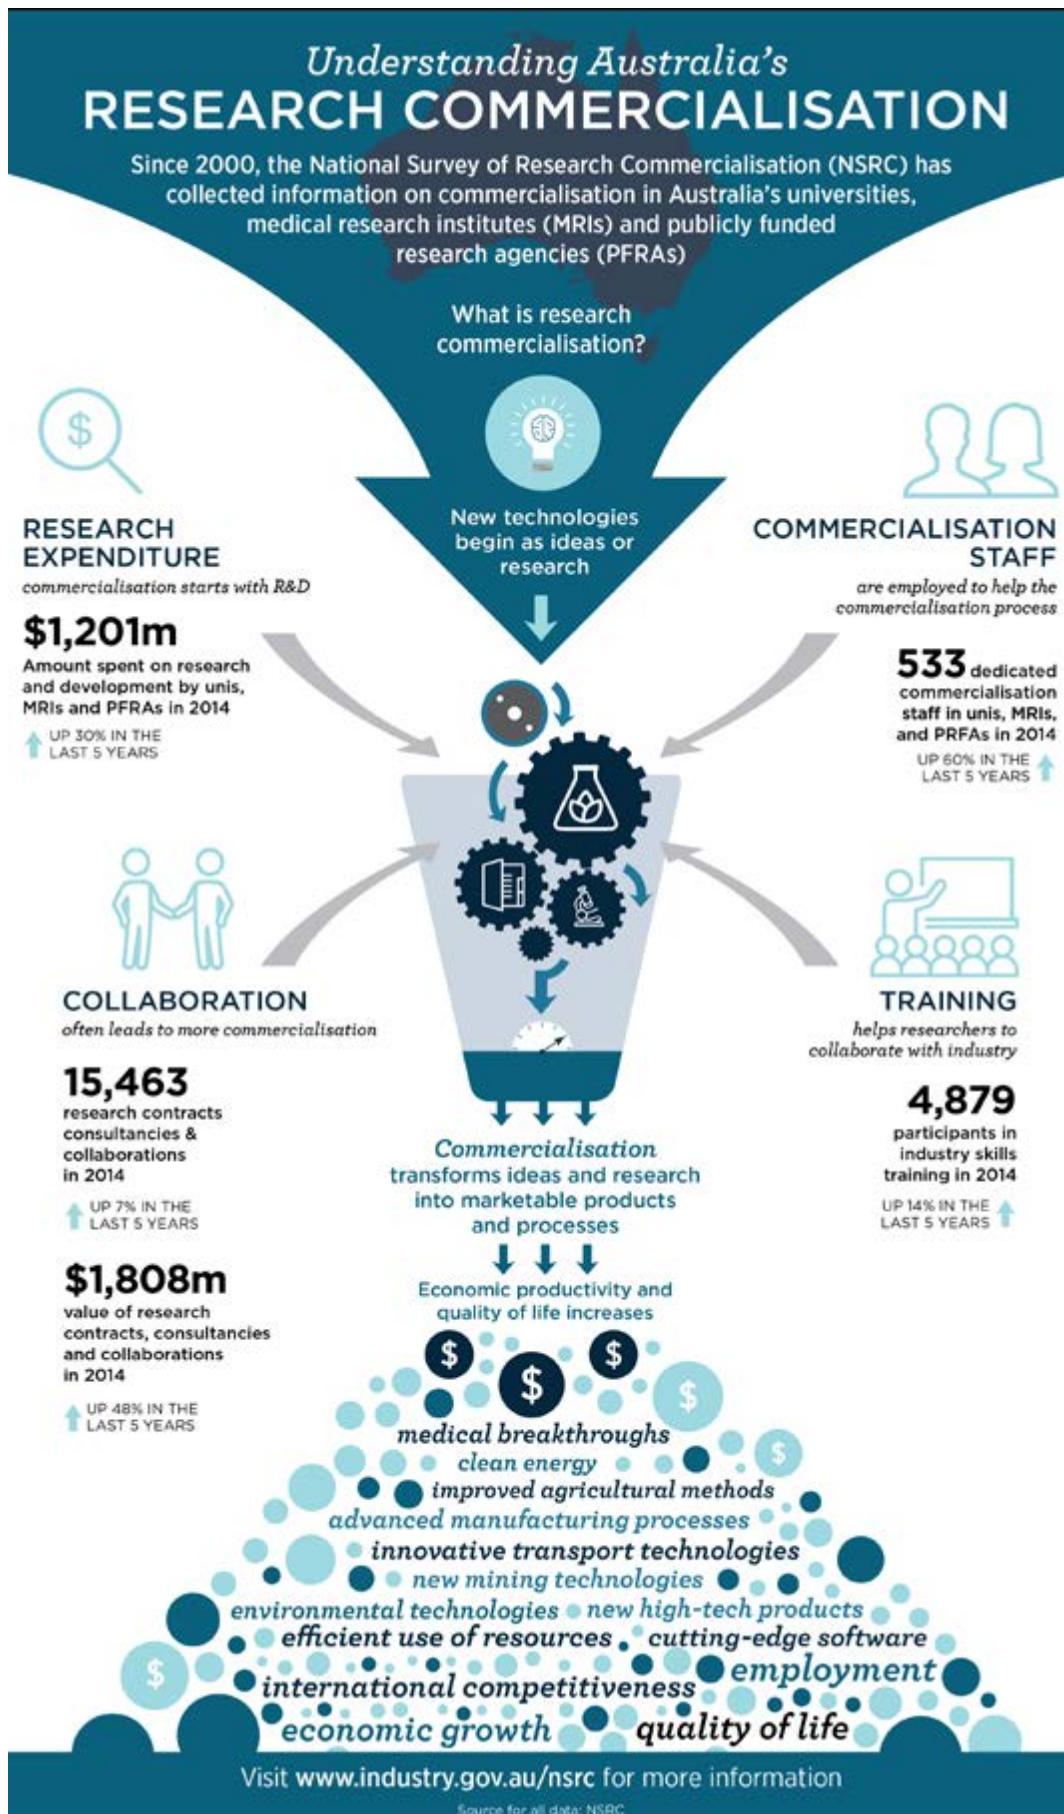 Understanding Australia's
RESEARCH COMMERCIALISATION
Since 2000, the National Survey of Research Commercialisation (NSRC) has
collected information on commercialisation in Australia's universities,
medical research institutes (MRIs) and publicly funded
research agencies (PFRAs)
What is research
commercialisation?
New technologies
begin as ideas or
research
$
RESEARCH
EXPENDITURE
commercialisation starts with R&D
$1,201m
Amount spent on research
and development by unis,
MRIs and PFRAs in 2014
UP 30% IN THE
LAST 5 YEARS
COMMERCIALISATION
STAFF
are employed to help the
commercialisation process
533 dedicated
commercialisation
staff in unis, MRIs,
and PRFAs in 2014
UP 60% IN THE
LAST 5 YEARS
COLLABORATION
often leads to more commercialisation
15,463
research contracts
consultancies &
collaborations
in 2014
UP 7% IN THE
LAST 5 YEARS
$1,808m
value of research
contracts, consultancies
and collaborations
in 2014
UP 48% IN THE
LAST 5 YEARS
TRAINING
helps researchers to
collaborate with industry
4,879
participants in
industry skills
training in 2014
UP 14% IN THE
LAST 5 YEARS
Commercialisation
transforms ideas and research
into marketable products
and processes
Economic productivity and
quality of life increases
$ $
$
$
medical breakthroughs
$
clean energy
improved agricultural methods
advanced manufacturing processes
innovative transport technologies
new mining technologies
environmental technologies new high-tech products
efficient use of resources cutting-edge software
$
employment
international competitiveness
economic growth quality of life
Visit www.industry.gov.au/nsrc for more information
Source for all data: NSRC